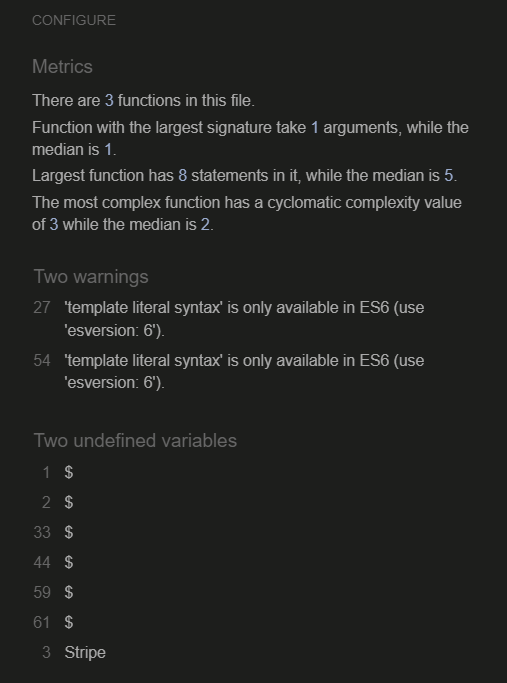 CONFIGURE
Metrics
There are 3 functions in this file.
Function with the largest signature take 1 arguments, while the
median is 1.
Largest function has 8 statements in it, while the median is 5.
The most complex function has a cyclomatic complexity value
of 3 while the median is 2.
Two warnings
27 'template literal syntax' is only available in ES6 (use
'esversion: 6').
54 'template literal syntax' is only available in ES6 (use
'esversion: 6').
Two undefined variables
1 $
2 $
33 $
44 $
59 $
61 $
3 Stripe